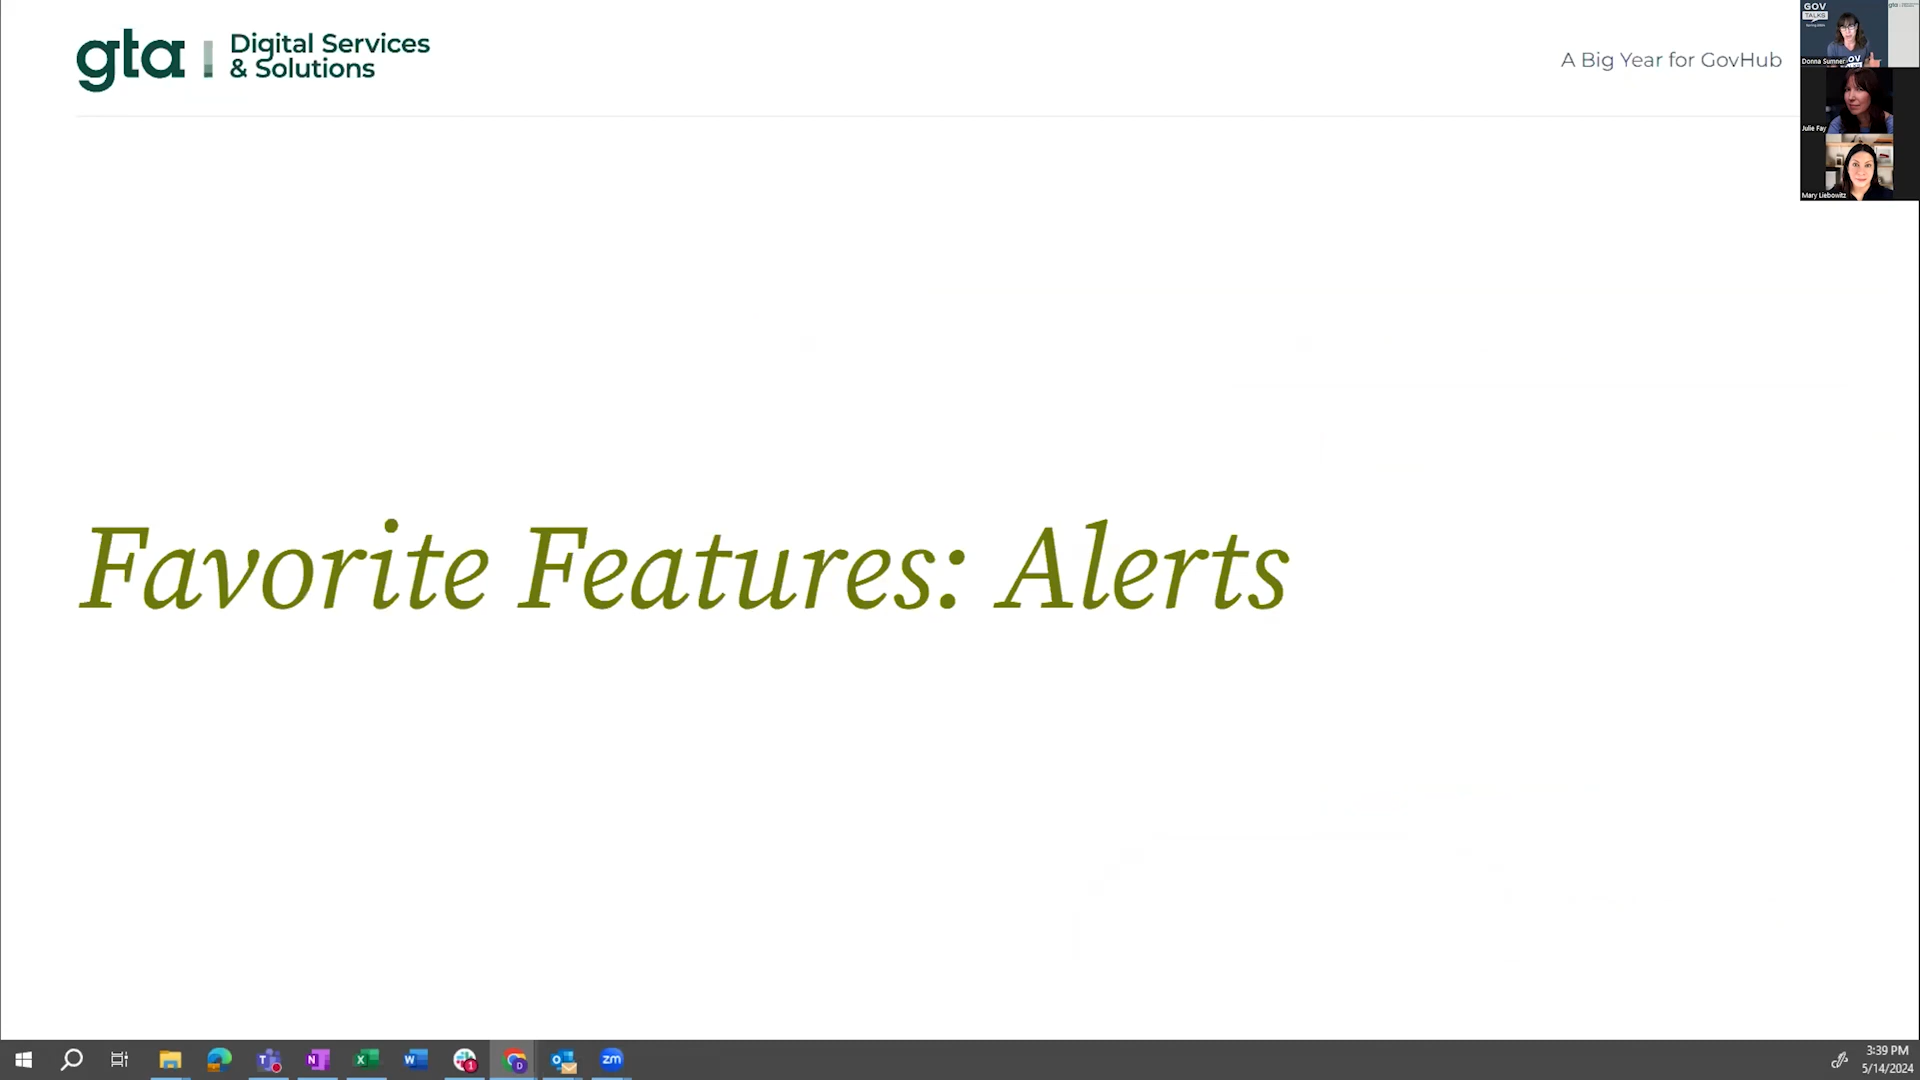 gta
Digital Services
& Solutions
A Big Year for GovHub
GOV
TALKS
Donna Sumner
Julie Fay
Mary Liebowitz
Favorite Features: Alerts
3:39 PM
5/14/2024